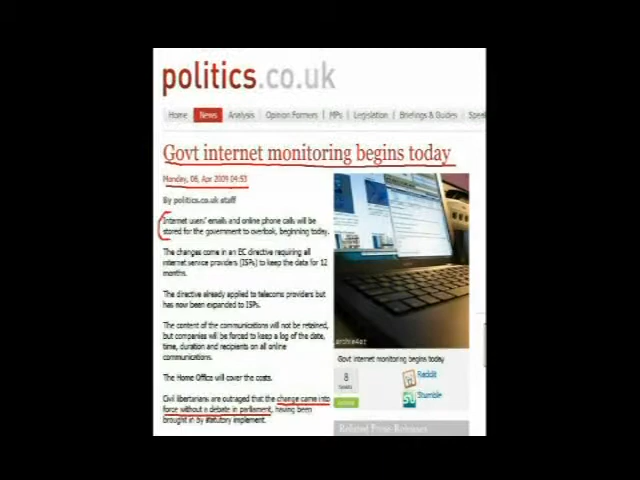 politics.co.uk
Home News Analysis Opinion Formers MPs Legislation Briefings & Guides
Govt internet monitoring begins today
Monday, 06, Apr 2009 04:53
By politics.co.uk staff
Internet users' emails and online phone calls will be
stored for the government to overlook, beginning today.
The changes come in an EC directive requiring all
internet service providers (ISPs) to keep the data for 12
months.
The directive already applied to telecoms providers but
has now been expanded to ISPs.
The content of the communications will not be retained,
but companies will be forced to keep a log of the date,
time, duration and recipients on all online
communications.
The Home Office will cover the costs.
Civil libertarians are outraged that the change came into
force without a debate in parliament, having been
brought in by statutory implement.
Govt internet monitoring begins today
8
tweets
Reddit
Stumble
Related Press Releases